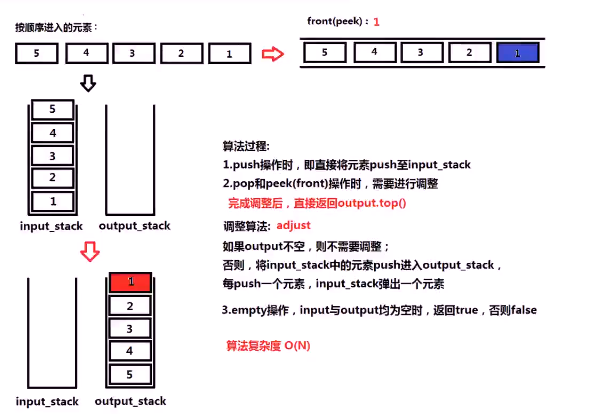 按顺序进入的元素：
front(peek)：1
5 4 3 2 1
5 4 3 2 1
5
4
3
2
1
input_stack output_stack
算法过程:
1.push操作时，即直接将元素push至input_stack
2.pop和peek(front)操作时，需要进行调整
完成调整后，直接返回output.top()
调整算法: adjust
如果output不空，则不需要调整；
否则，将input_stack中的元素push进入output_stack，
每push一个元素，input_stack弹出一个元素
3.empty操作，input与output均为空时，返回true，否则false
算法复杂度 O(N)
1
2
3
4
5
input_stack output_stack